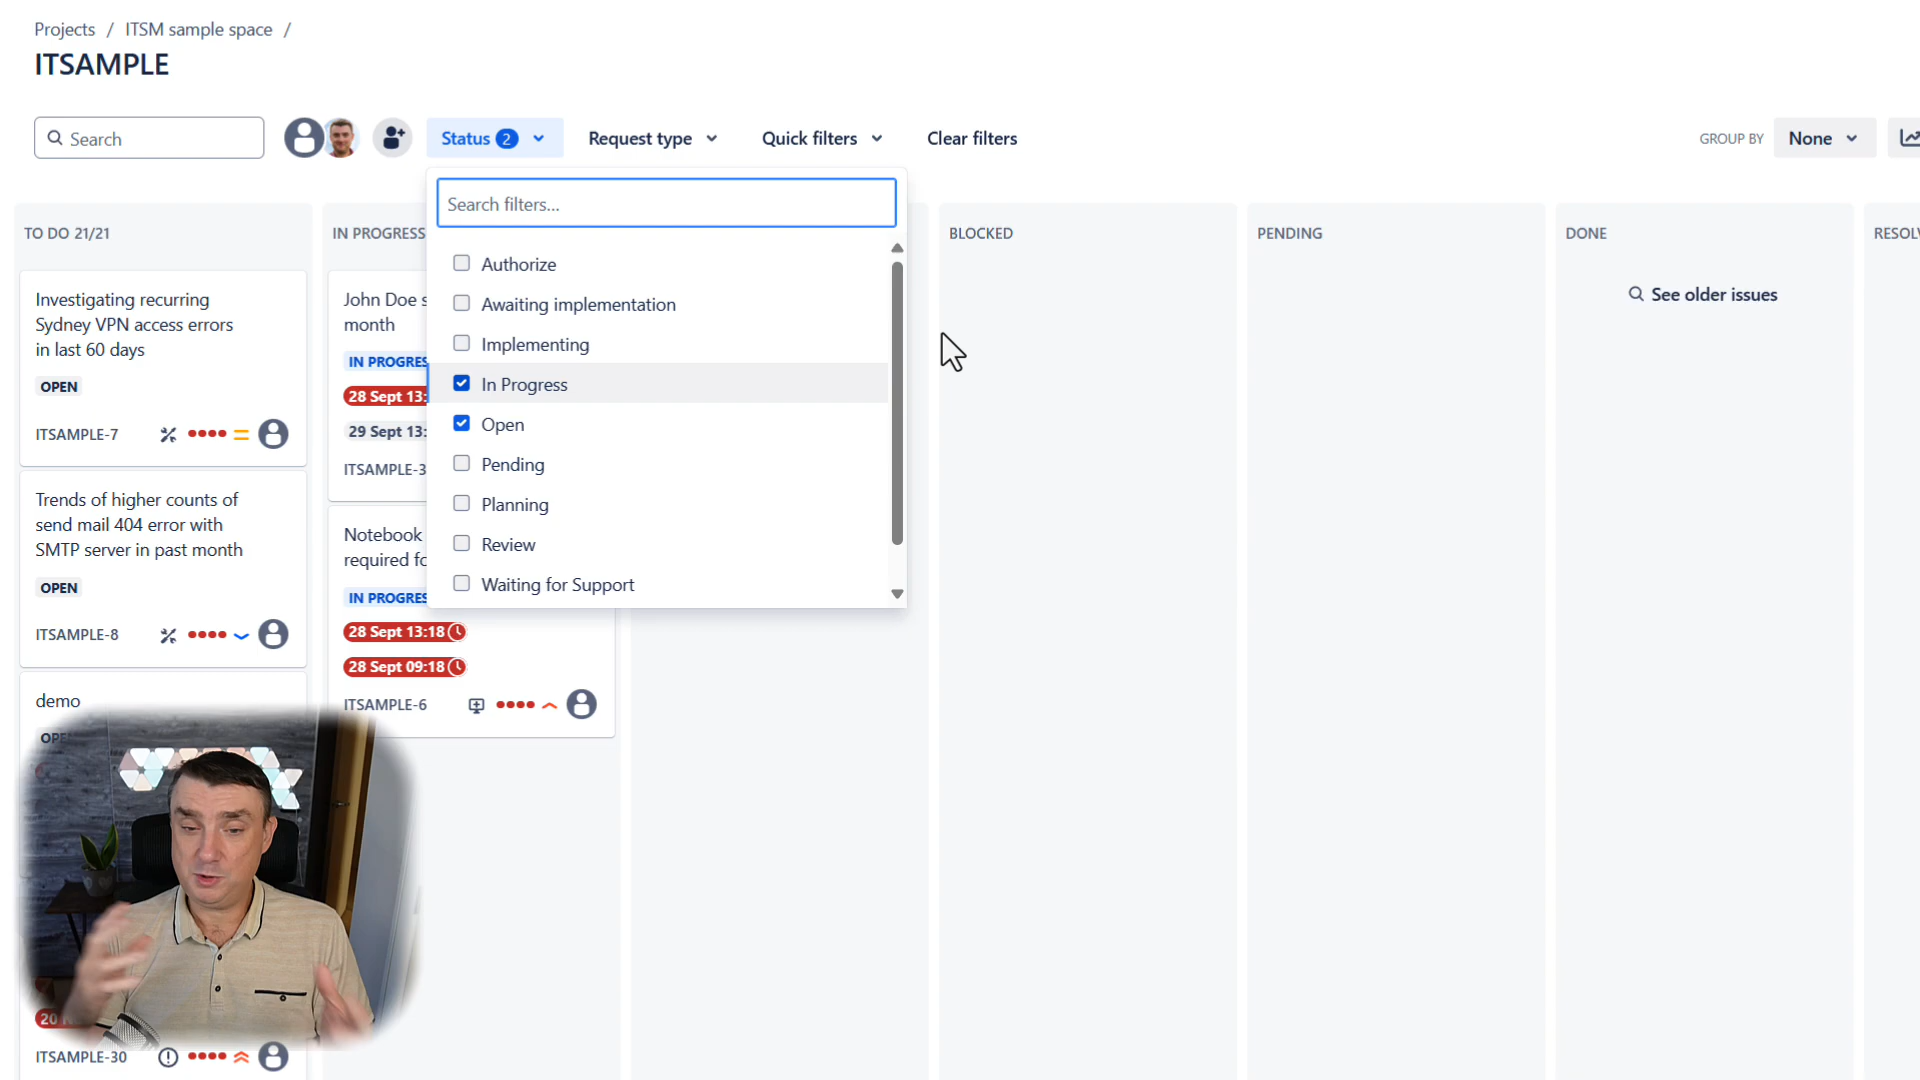 Projects / ITSM sample space /
ITSAMPLE
Search
Status 2
Request type
Quick filters
Clear filters
GROUP BY
None
Search filters...
Authorize
Awaiting implementation
Implementing
In Progress
Open
Pending
Planning
Review
Waiting for Support
TO DO 21/21
Investigating recurring
Sydney VPN access errors
in last 60 days
OPEN
ITSAMPLE-7
Trends of higher counts of
send mail 404 error with
SMTP server in past month
OPEN
ITSAMPLE-8
demo
20
ITSAMPLE-30
IN PROGRESS
John Doe
month
28 Sept 13:
29 Sept 13:
ITSAMPLE-3
Notebook
required
28 Sept 13:18
28 Sept 09:18
ITSAMPLE-6
BLOCKED
PENDING
DONE
See older issues